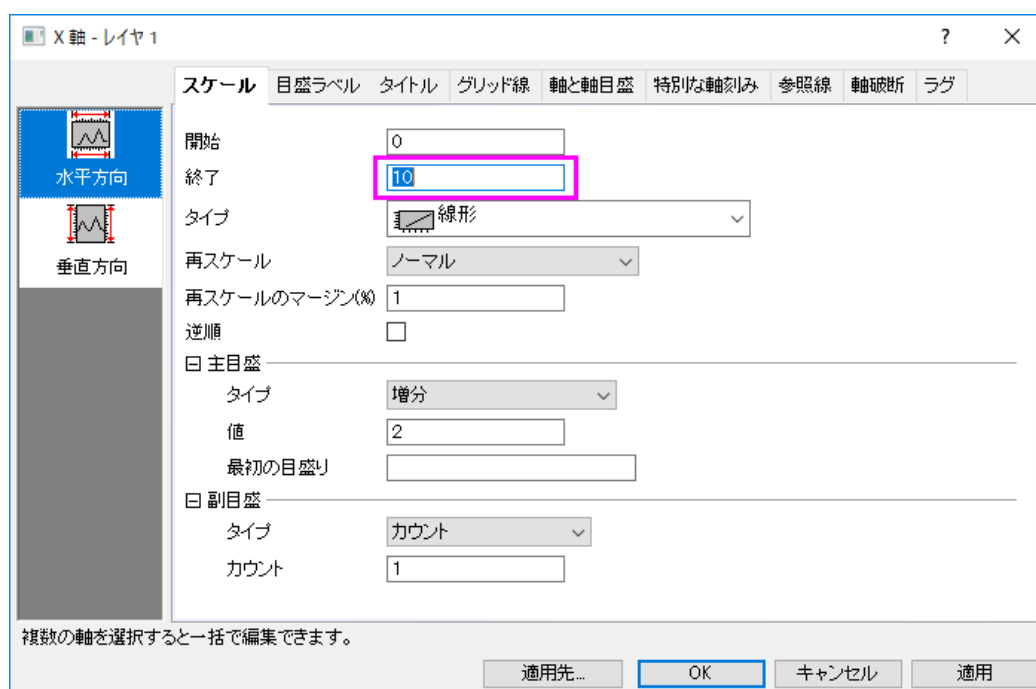 X 軸 - レイヤ 1
?
スケール 目盛ラベル タイトル グリッド線 軸と軸目盛 特別な軸刻み 参照線 軸破断 ラグ
水平方向
垂直方向
開始 0
終了 10
タイプ 線形
再スケール ノーマル
再スケールのマージン(%) 1
逆順
主目盛
タイプ 増分
値 2
最初の目盛り
副目盛
タイプ カウント
カウント 1
複数の軸を選択すると一括で編集できます。
適用先... OK キャンセル 適用